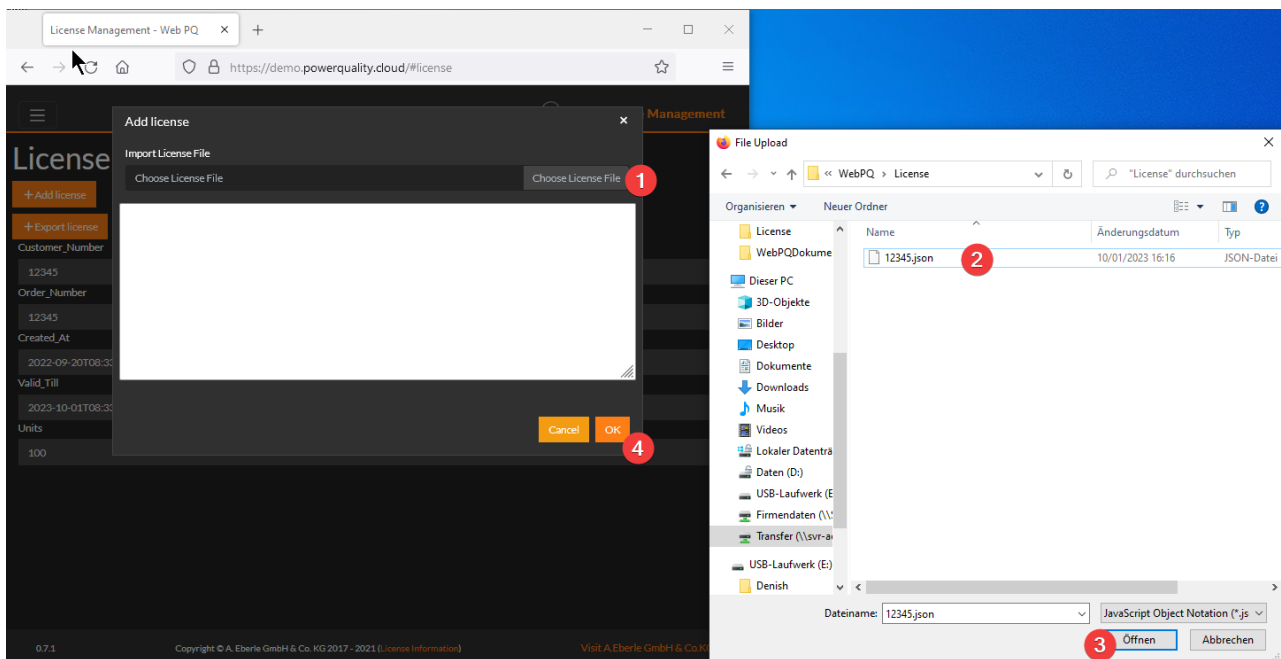 License Management - Web PQ
https://demo.powerquality.cloud/#license
Management
Add license
Import License File
Choose License File
Choose License File
1
License
+ Add license
+ Export license
Customer_Number
12345
Order_Number
12345
Created_At
2022-09-20T08:33
Valid_Till
2023-10-01T08:33
Units
100
Cancel
OK
4
0.7.1
Copyright © A. Eberle GmbH & Co. KG 2017 - 2021 (License Information)
Visit A.Eberle GmbH & Co.KG
File Upload
« WebPQ › License
"License" durchsuchen
Organisieren
Neuer Ordner
License
WebPQDokume
Dieser PC
3D-Objekte
Bilder
Desktop
Dokumente
Downloads
Musik
Videos
Lokaler Datenträ
Daten (D:)
USB-Laufwerk (E
Firmendaten (\\
Transfer (\\svr-a
USB-Laufwerk (E:)
Denish
Name
Änderungsdatum
Typ
12345.json
2
10/01/2023 16:16
JSON-Datei
Dateiname:
12345.json
JavaScript Object Notation (*.js
3
Öffnen
Abbrechen